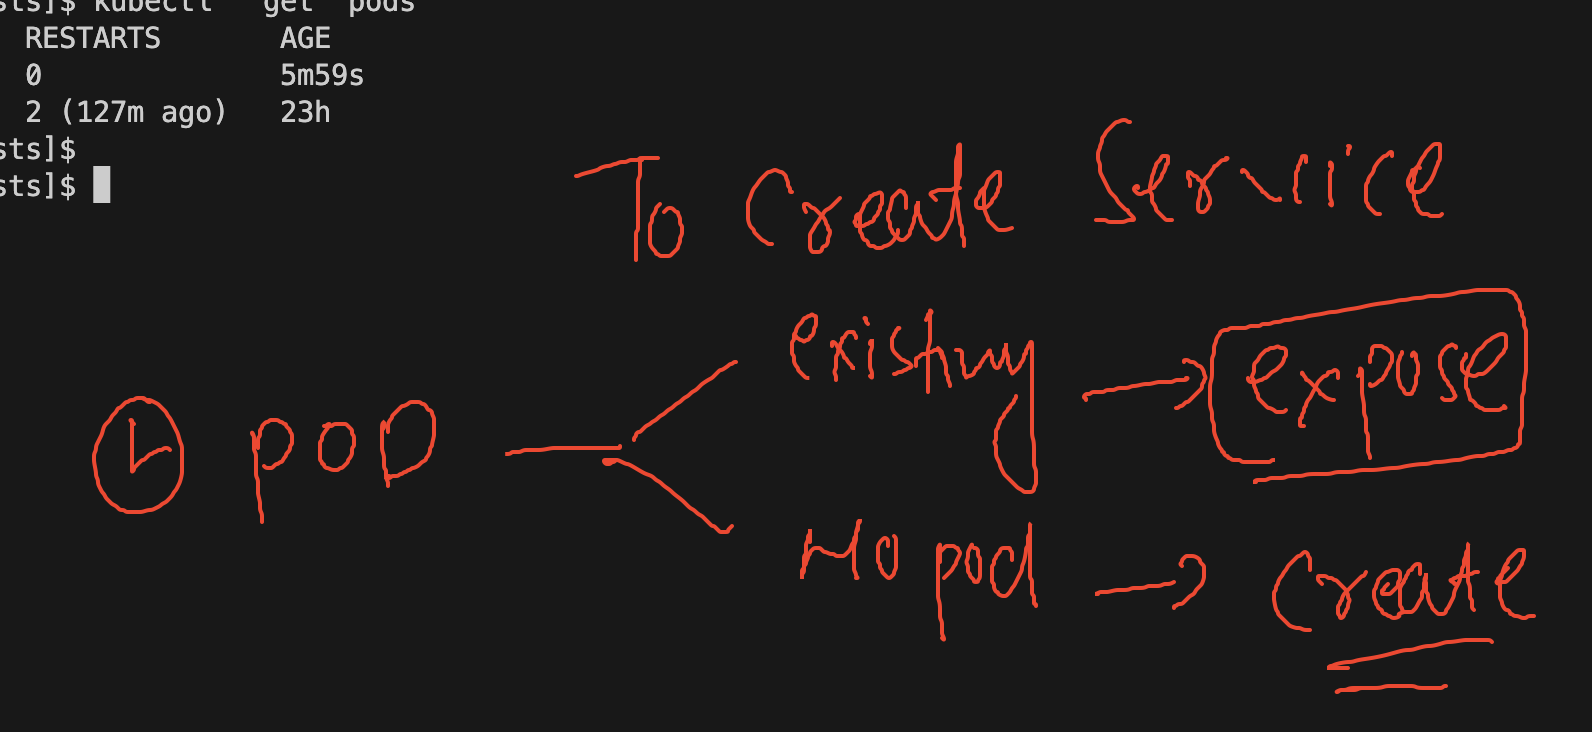 sts]$ kubectl get pods
RESTARTS AGE
0 5m59s
2 (127m ago) 23h
sts]$
sts]$
To Create Service
existing → expose
1 POD
No pod → Create